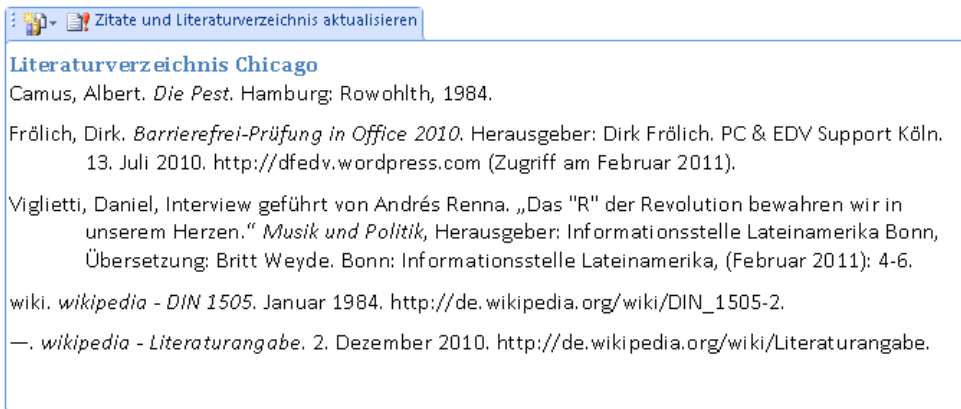 Zitate und Literaturverzeichnis aktualisieren
Literaturverzeichnis Chicago
Camus, Albert. Die Pest. Hamburg: Rowohlth, 1984.
Frölich, Dirk. Barrierefrei-Prüfung in Office 2010. Herausgeber: Dirk Frölich. PC & EDV Support Köln.
13. Juli 2010. http://dfedv.wordpress.com (Zugriff am Februar 2011).
Viglietti, Daniel, Interview geführt von Andrés Renna. „Das "R" der Revolution bewahren wir in
unserem Herzen.“ Musik und Politik, Herausgeber: Informationsstelle Lateinamerika Bonn,
Übersetzung: Britt Weyde. Bonn: Informationsstelle Lateinamerika, (Februar 2011): 4-6.
wiki. wikipedia - DIN 1505. Januar 1984. http://de.wikipedia.org/wiki/DIN_1505-2.
—. wikipedia - Literaturangabe. 2. Dezember 2010. http://de.wikipedia.org/wiki/Literaturangabe.